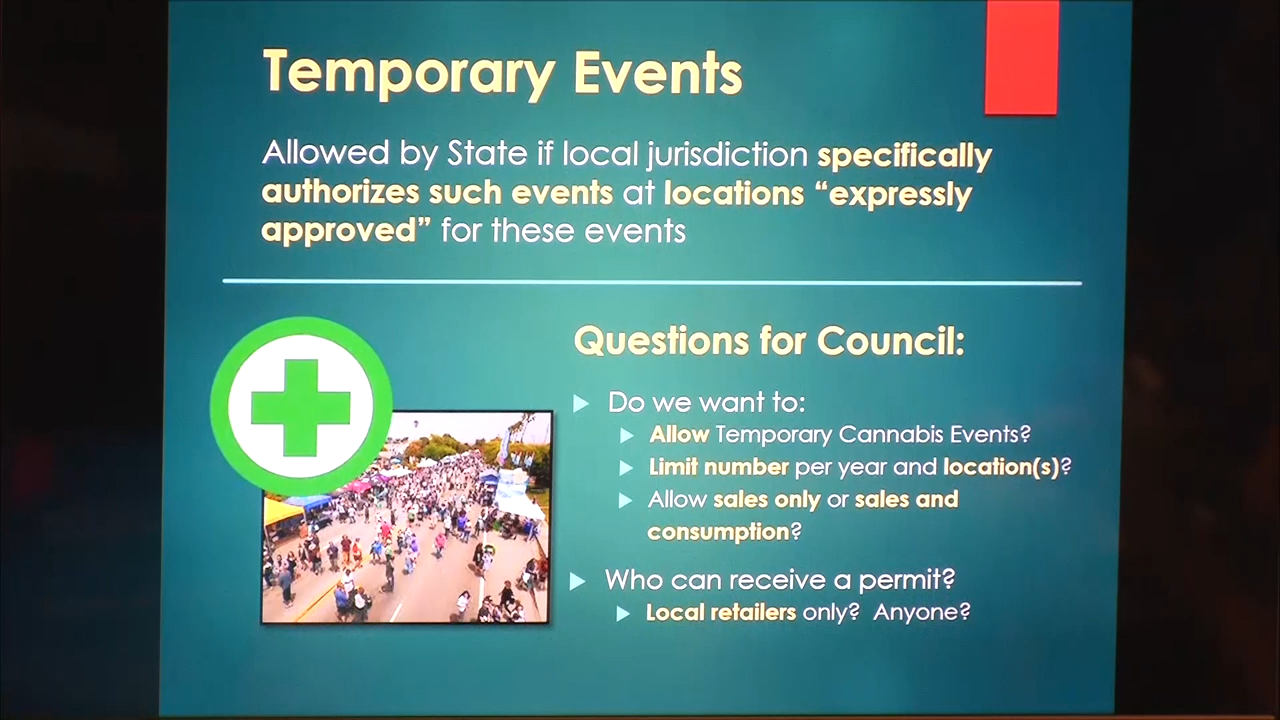 Temporary Events
Allowed by State if local jurisdiction specifically
authorizes such events at locations “expressly
approved” for these events
Questions for Council:
Do we want to:
Allow Temporary Cannabis Events?
Limit number per year and location(s)?
Allow sales only or sales and
consumption?
Who can receive a permit?
Local retailers only? Anyone?